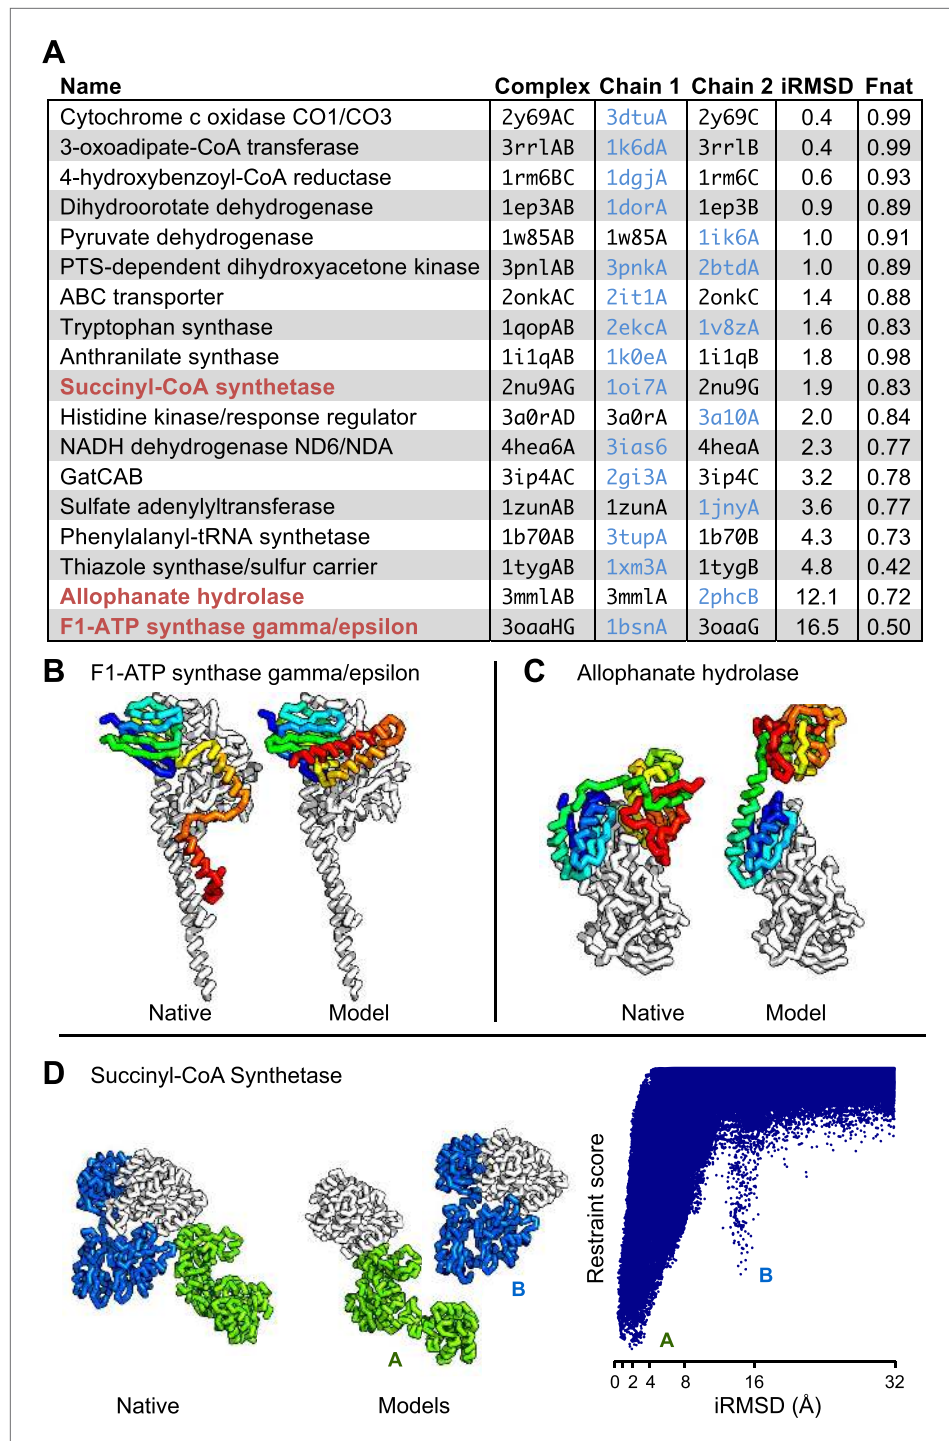 A
Name Complex Chain 1 Chain 2 iRMSD Fnat
Cytochrome c oxidase CO1/CO3 2y69AC 3dtuA 2y69C 0.4 0.99
3-oxoadipate-CoA transferase 3rrlAB 1k6dA 3rrlB 0.4 0.99
4-hydroxybenzoyl-CoA reductase 1rm6BC 1dgjA 1rm6C 0.6 0.93
Dihydroorotate dehydrogenase 1ep3AB 1dorA 1ep3B 0.9 0.89
Pyruvate dehydrogenase 1w85AB 1w85A 1ik6A 1.0 0.91
PTS-dependent dihydroxyacetone kinase 3pnlAB 3pnkA 2btdA 1.0 0.89
ABC transporter 2onkAC 2it1A 2onkC 1.4 0.88
Tryptophan synthase 1qopAB 2ekcA 1v8zA 1.6 0.83
Anthranilate synthase 1i1qAB 1k0eA 1i1qB 1.8 0.98
Succinyl-CoA synthetase 2nu9AG 1oi7A 2nu9G 1.9 0.83
Histidine kinase/response regulator 3a0rAD 3a0rA 3a10A 2.0 0.84
NADH dehydrogenase ND6/NDA 4hea6A 3ias6 4heaA 2.3 0.77
GatCAB 3ip4AC 2gi3A 3ip4C 3.2 0.78
Sulfate adenylyltransferase 1zunAB 1zunA 1jnyA 3.6 0.77
Phenylalanyl-tRNA synthetase 1b70AB 3tupA 1b70B 4.3 0.73
Thiazole synthase/sulfur carrier 1tygAB 1xm3A 1tygB 4.8 0.42
Allophanate hydrolase 3mmlAB 3mmlA 2phcB 12.1 0.72
F1-ATP synthase gamma/epsilon 3oaaHG 1bsnA 3oaaG 16.5 0.50
B F1-ATP synthase gamma/epsilon
Native Model
C Allophanate hydrolase
Native Model
D Succinyl-CoA Synthetase
B
A
Native Models
Restraint score
B
A
0 2 4 8 16 32
iRMSD (Å)